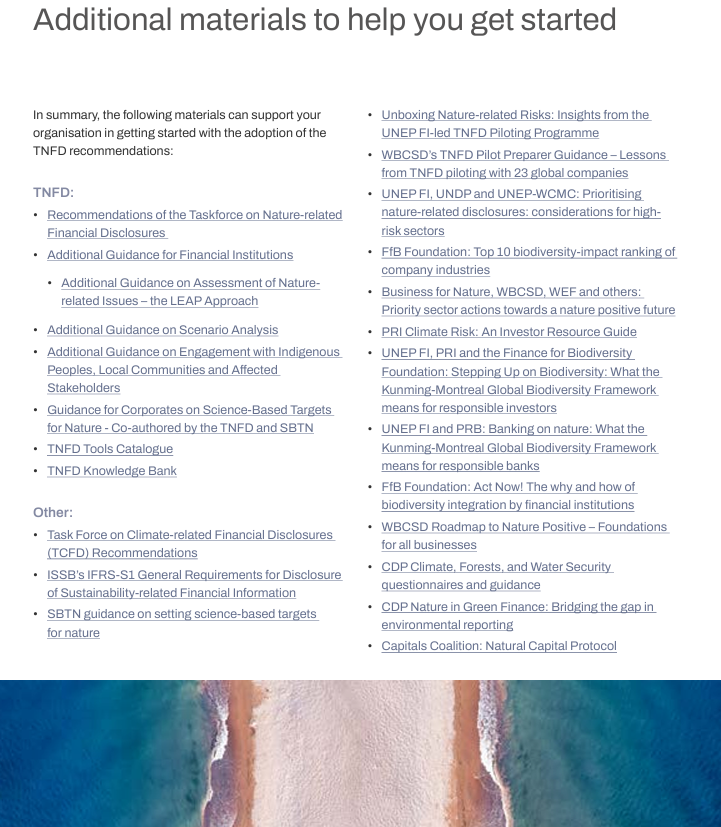 Additional materials to help you get started
In summary, the following materials can support your
organisation in getting started with the adoption of the
TNFD recommendations:
TNFD:
• Recommendations of the Taskforce on Nature-related
Financial Disclosures
• Additional Guidance for Financial Institutions
• Additional Guidance on Assessment of Nature-
related Issues – the LEAP Approach
• Additional Guidance on Scenario Analysis
• Additional Guidance on Engagement with Indigenous
Peoples, Local Communities and Affected
Stakeholders
• Guidance for Corporates on Science-Based Targets
for Nature - Co-authored by the TNFD and SBTN
• TNFD Tools Catalogue
• TNFD Knowledge Bank
Other:
• Task Force on Climate-related Financial Disclosures
(TCFD) Recommendations
• ISSB's IFRS-S1 General Requirements for Disclosure
of Sustainability-related Financial Information
• SBTN guidance on setting science-based targets
for nature
• Unboxing Nature-related Risks: Insights from the
UNEP FI-led TNFD Piloting Programme
• WBCSD's TNFD Pilot Preparer Guidance – Lessons
from TNFD piloting with 23 global companies
• UNEP FI, UNDP and UNEP-WCMC: Prioritising
nature-related disclosures: considerations for high-
risk sectors
• FfB Foundation: Top 10 biodiversity-impact ranking of
company industries
• Business for Nature, WBCSD, WEF and others:
Priority sector actions towards a nature positive future
• PRI Climate Risk: An Investor Resource Guide
• UNEP FI, PRI and the Finance for Biodiversity
Foundation: Stepping Up on Biodiversity: What the
Kunming-Montreal Global Biodiversity Framework
means for responsible investors
• UNEP FI and PRB: Banking on nature: What the
Kunming-Montreal Global Biodiversity Framework
means for responsible banks
• FfB Foundation: Act Now! The why and how of
biodiversity integration by financial institutions
• WBCSD Roadmap to Nature Positive – Foundations
for all businesses
• CDP Climate, Forests, and Water Security
questionnaires and guidance
• CDP Nature in Green Finance: Bridging the gap in
environmental reporting
• Capitals Coalition: Natural Capital Protocol